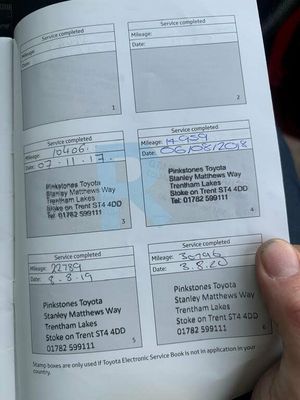 Service completed
Mileage:
Date:
1
Service completed
Mileage:
Date:
2
Service completed
Mileage: 10406.
Date: 07.11.17.
Pinkstones Toyota
Stanley Matthews Way
Trentham Lakes
Stoke on Trent ST4 4DD
Tel: 01782 599111
3
Service completed
Mileage: 17959
Date: 06/08/2018
Pinkstones Toyota
Stanley Matthews Way
Trentham Lakes
Stoke on Trent ST4 4DD
Tel: 01782 599111
4
Service completed
Mileage: 22789
Date: 8-8-19
Pinkstones Toyota
Stanley Matthews Way
Trentham Lakes
Stoke on Trent ST4 4DD
01782 599111
5
Service completed
Mileage: 30796
Date: 3.8.20
Pinkstones Toyota
Stanley Matthews Way
Trentham Lakes
Stoke on Trent ST4 4DD
01782 599111
6
Stamp boxes are only used if Toyota Electronic Service Book is not in application in your
country.